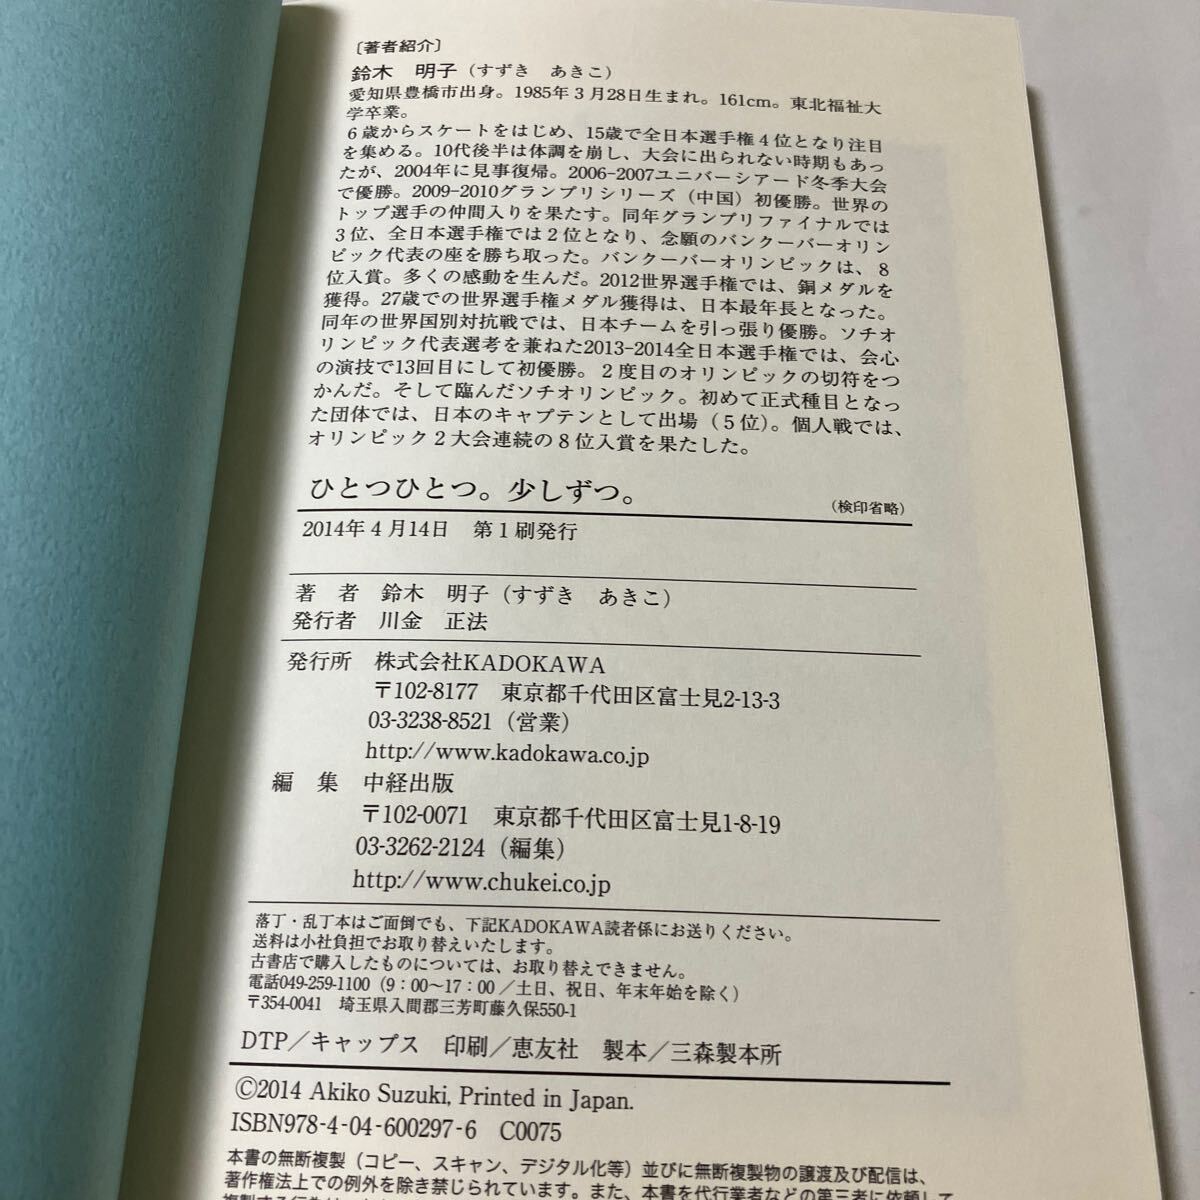 〔著者紹介〕
鈴木　明子（すずき　あきこ）
愛知県豊橋市出身。1985年3月28日生まれ。161cm。東北福祉大
学卒業。
6歳からスケートをはじめ、15歳で全日本選手権4位となり注目
を集める。10代後半は体調を崩し、大会に出られない時期もあっ
たが、2004年に見事復帰。2006-2007ユニバーシアード冬季大会
で優勝。2009-2010グランプリシリーズ（中国）初優勝。世界の
トップ選手の仲間入りを果たす。同年グランプリファイナルでは
3位、全日本選手権では2位となり、念願のバンクーバーオリン
ピック代表の座を勝ち取った。バンクーバーオリンピックは、8
位入賞。多くの感動を生んだ。2012世界選手権では、銅メダルを
獲得。27歳での世界選手権メダル獲得は、日本最年長となった。
同年の世界国別対抗戦では、日本チームを引っ張り優勝。ソチオ
リンピック代表選考を兼ねた2013-2014全日本選手権では、会心
の演技で13回目にして初優勝。2度目のオリンピックの切符をつ
かんだ。そして臨んだソチオリンピック。初めて正式種目となっ
た団体では、日本のキャプテンとして出場（5位）。個人戦では、
オリンピック2大会連続の8位入賞を果たした。
ひとつひとつ。少しずつ。　（検印省略）
2014年4月14日　第1刷発行
著　者　鈴木　明子（すずき　あきこ）
発行者　川金　正法
発行所　株式会社KADOKAWA
〒102-8177　東京都千代田区富士見2-13-3
03-3238-8521（営業）
http://www.kadokawa.co.jp
編　集　中経出版
〒102-0071　東京都千代田区富士見1-8-19
03-3262-2124（編集）
http://www.chukei.co.jp
落丁・乱丁本はご面倒でも、下記KADOKAWA読者係にお送りください。
送料は小社負担でお取り替えいたします。
古書店で購入したものについては、お取り替えできません。
電話049-259-1100（9：00〜17：00／土日、祝日、年末年始を除く）
〒354-0041　埼玉県入間郡三芳町藤久保550-1
DTP／キャップス　印刷／恵友社　製本／三森製本所
©2014 Akiko Suzuki, Printed in Japan.
ISBN978-4-04-600297-6　C0075
本書の無断複製（コピー、スキャン、デジタル化等）並びに無断複製物の譲渡及び配信は、
著作権法上での例外を除き禁じられています。また、本書を代行業者などの第三者に依頼して